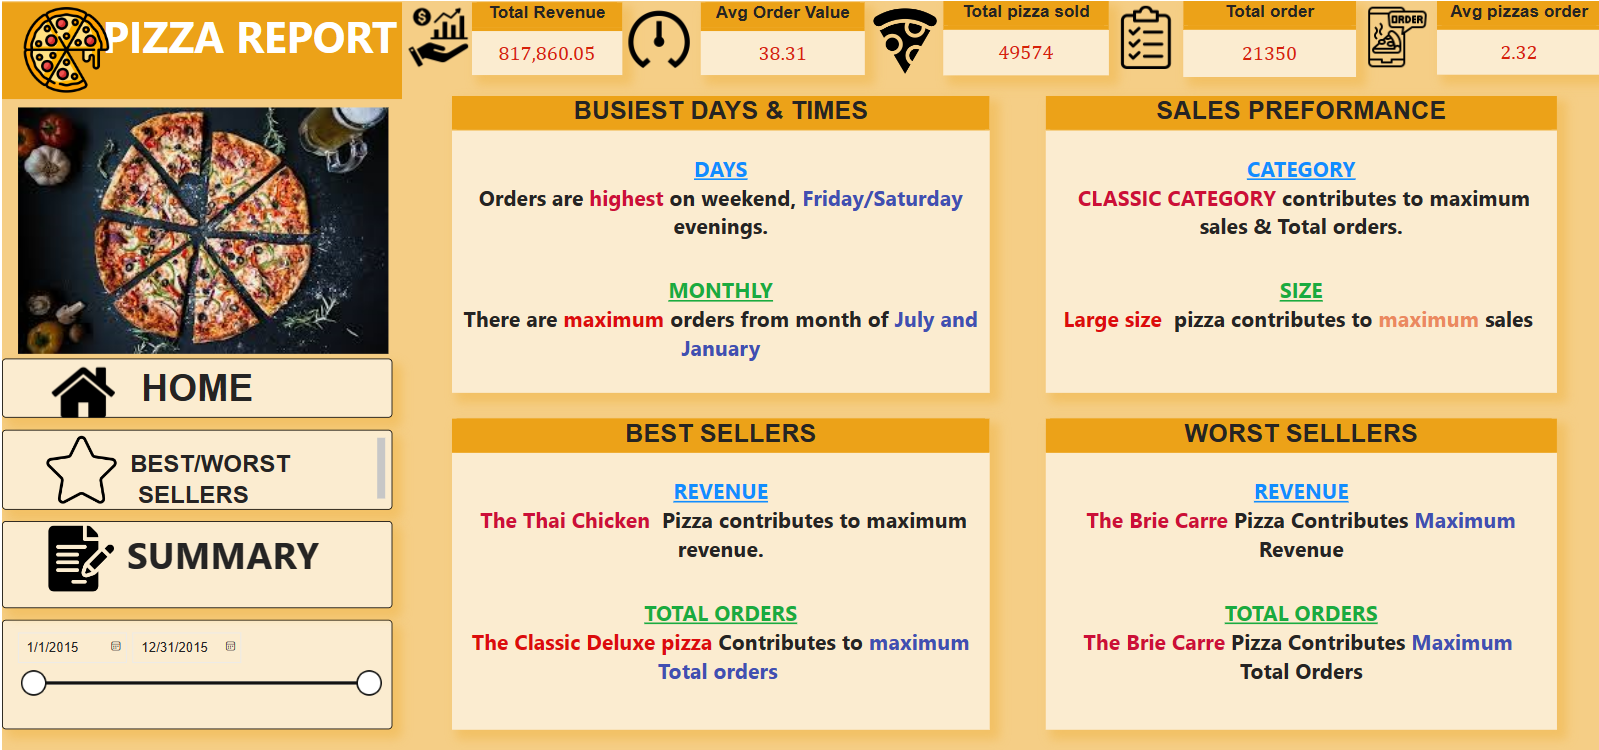 PIZZA REPORT
Total Revenue
817,860.05
Avg Order Value
38.31
Total pizza sold
49574
Total order
21350
ORDER
Avg pizzas order
2.32
HOME
BEST/WORST
SELLERS
SUMMARY
1/1/2015 12/31/2015
BUSIEST DAYS & TIMES
DAYS
Orders are highest on weekend, Friday/Saturday
evenings.
MONTHLY
There are maximum orders from month of July and
January
SALES PREFORMANCE
CATEGORY
CLASSIC CATEGORY contributes to maximum
sales & Total orders.
SIZE
Large size pizza contributes to maximum sales
BEST SELLERS
REVENUE
The Thai Chicken Pizza contributes to maximum
revenue.
TOTAL ORDERS
The Classic Deluxe pizza Contributes to maximum
Total orders
WORST SELLLERS
REVENUE
The Brie Carre Pizza Contributes Maximum
Revenue
TOTAL ORDERS
The Brie Carre Pizza Contributes Maximum
Total Orders